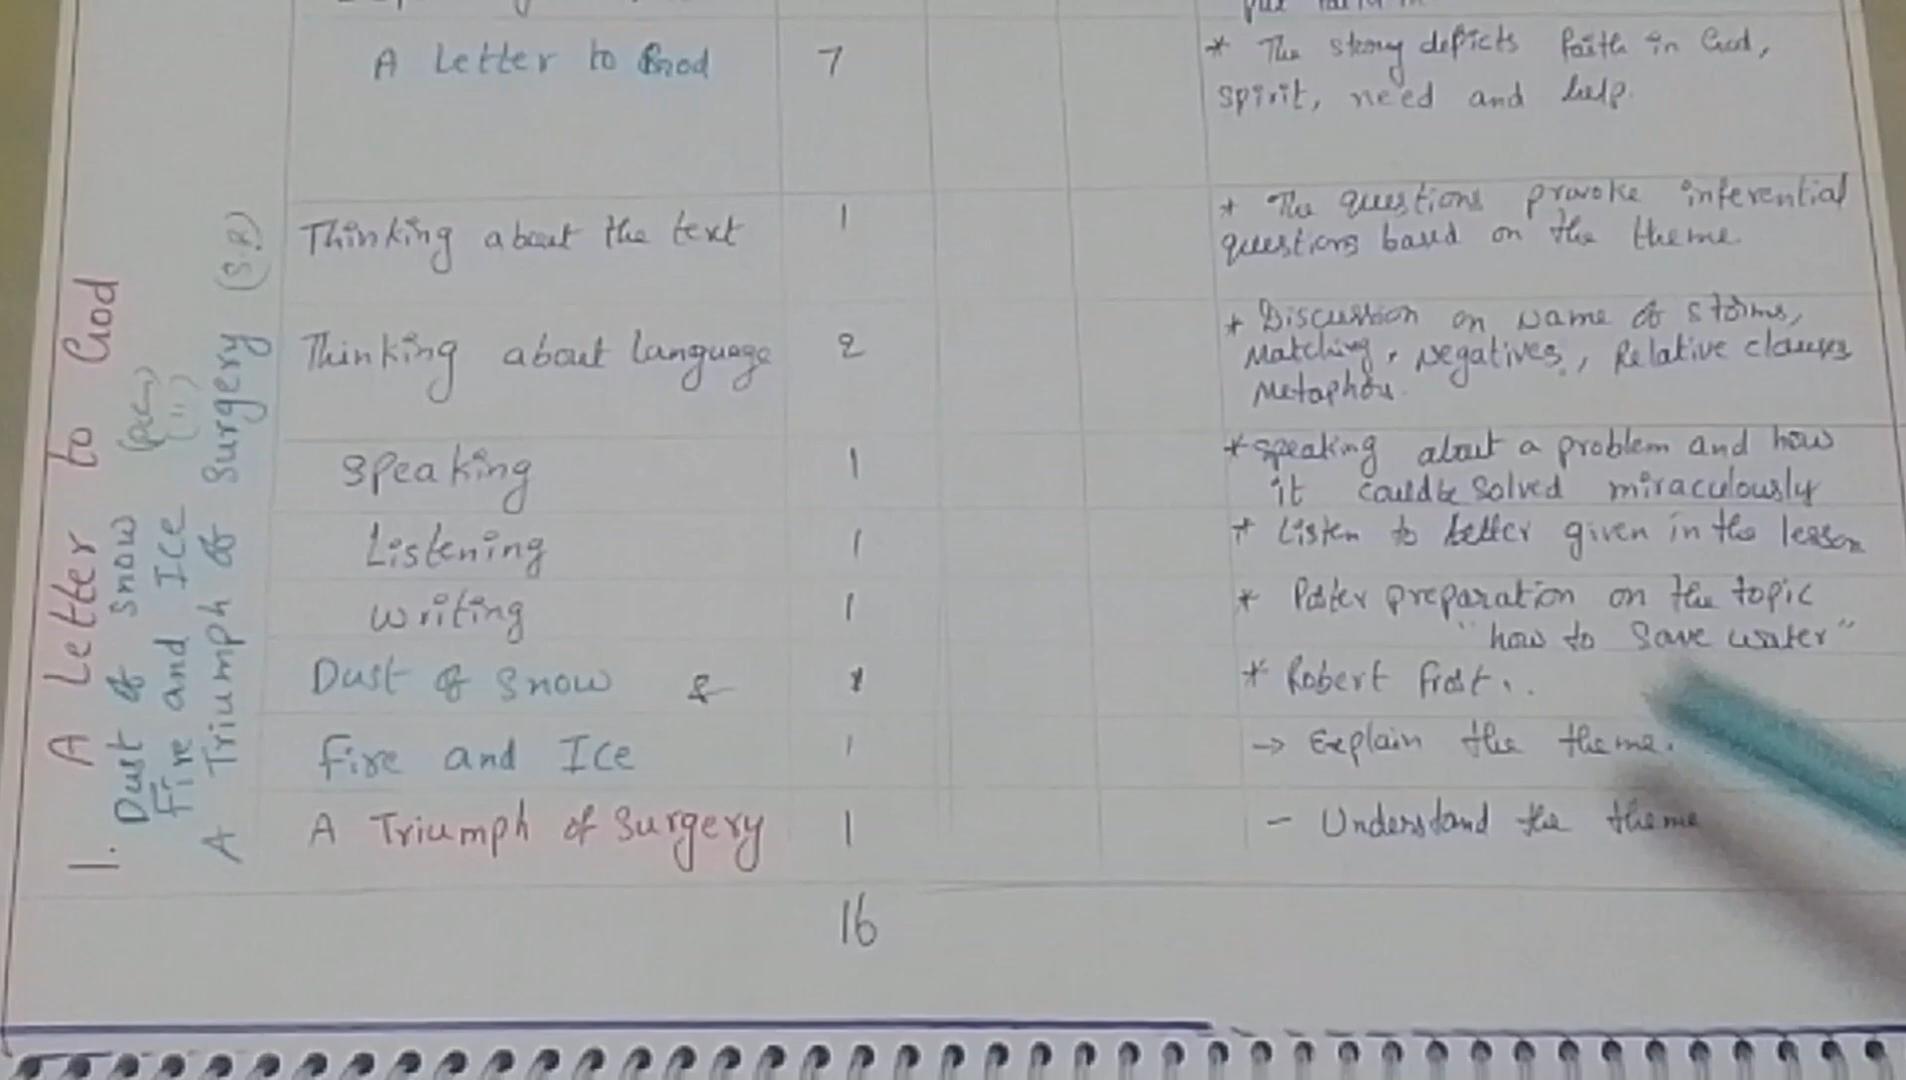 A Letter to God 7 * The story depicts faith in God,
spirit, need and help.
Thinking about the text 1 * The questions provoke inferential
questions based on the theme.
Thinking about language 2 * Discussion on name of storms,
Matching, Negatives, Relative clauses
Metaphor.
Speaking 1 * Speaking about a problem and how
it could be solved miraculously
Listening 1 * Listen to letter given in the lesson
Writing 1 * Poster preparation on the topic
"how to save water"
Dust of Snow & 1 * Robert Frost.
Fire and Ice 1 → Explain the theme.
A Triumph of Surgery 1 - Understand the theme
16
1. A Letter to God
Dust of Snow
Fire and Ice (")
A Triumph of Surgery (S.R)